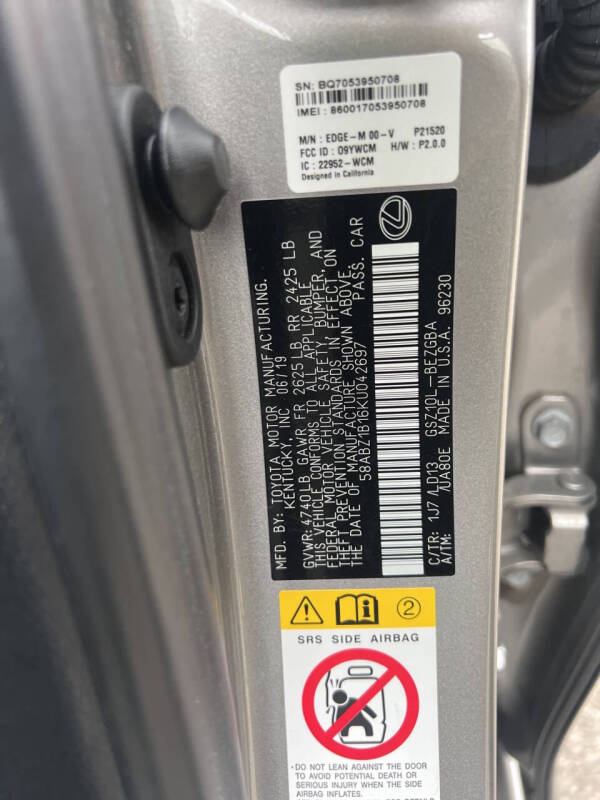 SN: BQ7053950708
IMEI : 860017053950708
M/N : EDGE-M 00-V P21520
FCC ID : O9YWCM H/W : P2.0.0
IC : 22952-WCM
Designed in California
MFD. BY: TOYOTA MOTOR MANUFACTURING.
KENTUCKY, INC 06/19
GVWR: 4740 LB GAWR FR 2625 LB RR 2425 LB
THIS VEHICLE CONFORMS TO ALL APPLICABLE
FEDERAL MOTOR VEHICLE SAFETY, BUMPER, AND
THEFT PREVENTION STANDARDS IN EFFECT ON
THE DATE OF MANUFACTURE SHOWN ABOVE.
58ABZ1B16KU042697 PASS. CAR
C/TR: 1J7 /LD13 GSZ10L-BEZGBA
A/TM: /UA80E MADE IN U.S.A. 96230
2
SRS SIDE AIRBAG
• DO NOT LEAN AGAINST THE DOOR
TO AVOID POTENTIAL DEATH OR
SERIOUS INJURY WHEN THE SIDE
AIRBAG INFLATES.